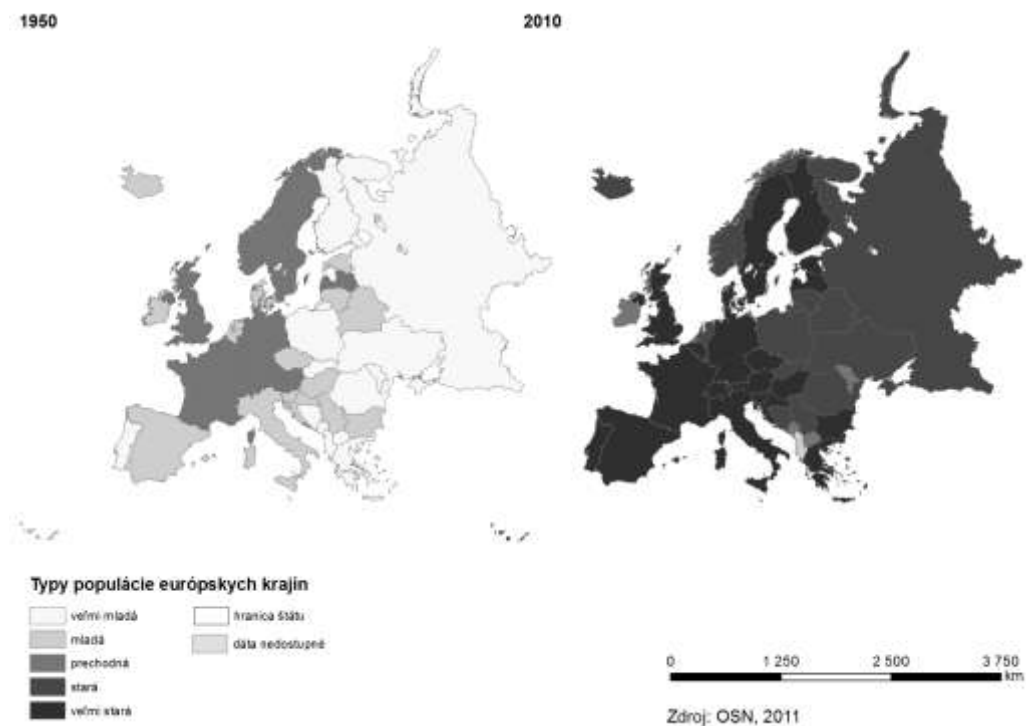 1950
2010
Typy populácie európskych krajín
veľmi mladá
mladá
prechodná
stará
veľmi stará
hranica štátu
dáta nedostupné
0 1 250 2 500 3 750
km
Zdroj: OSN, 2011